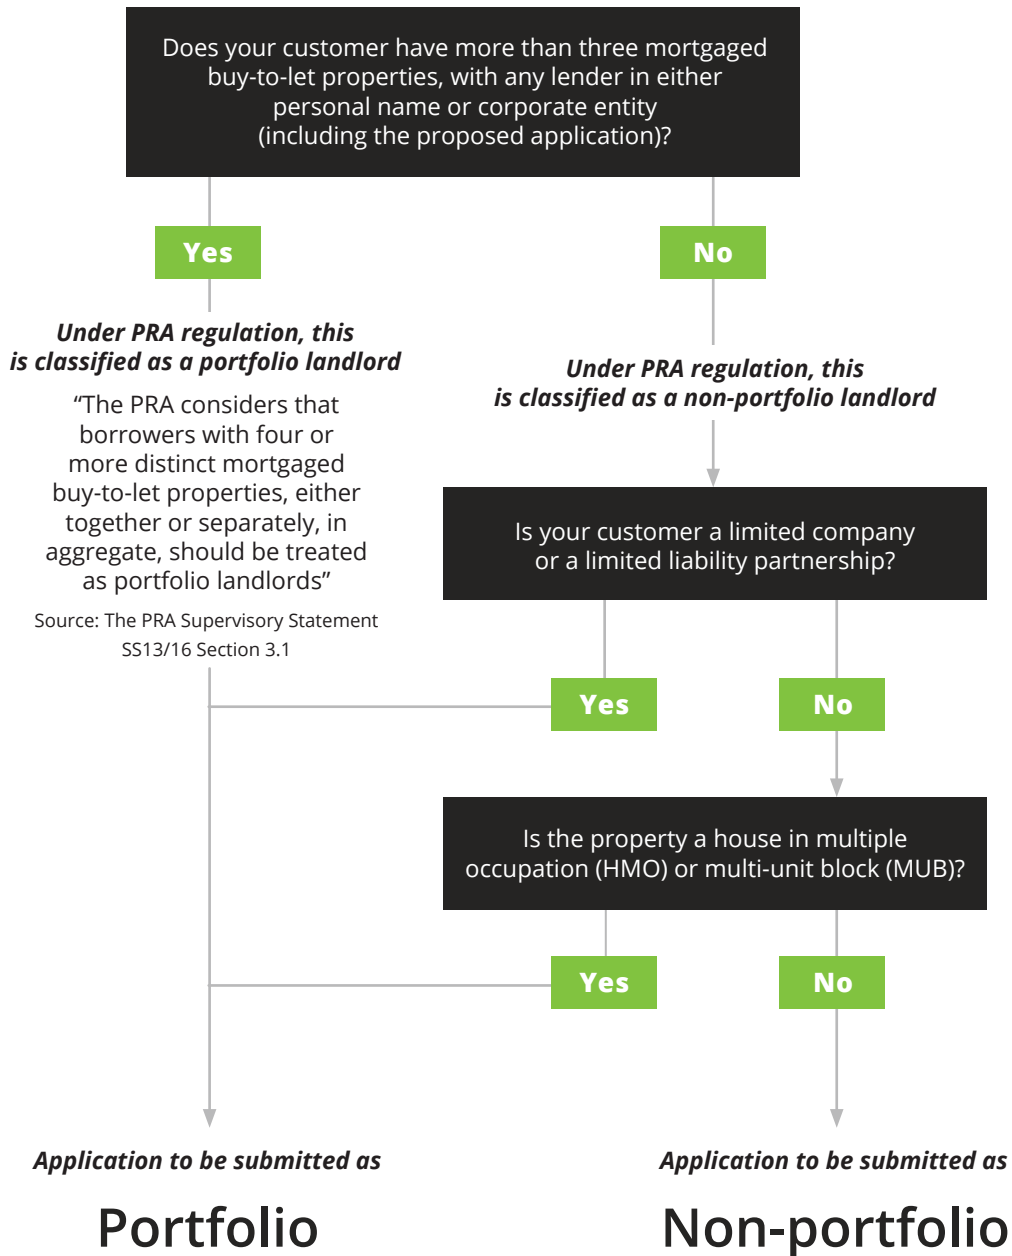 Does your customer have more than three mortgaged
buy-to-let properties, with any lender in either
personal name or corporate entity
(including the proposed application)?
Yes
No
Under PRA regulation, this
is classified as a portfolio landlord
“The PRA considers that
borrowers with four or
more distinct mortgaged
buy-to-let properties, either
together or separately, in
aggregate, should be treated
as portfolio landlords”
Source: The PRA Supervisory Statement
SS13/16 Section 3.1
Under PRA regulation, this
is classified as a non-portfolio landlord
Is your customer a limited company
or a limited liability partnership?
Yes
No
Is the property a house in multiple
occupation (HMO) or multi-unit block (MUB)?
Yes
No
Application to be submitted as
Portfolio
Application to be submitted as
Non-portfolio